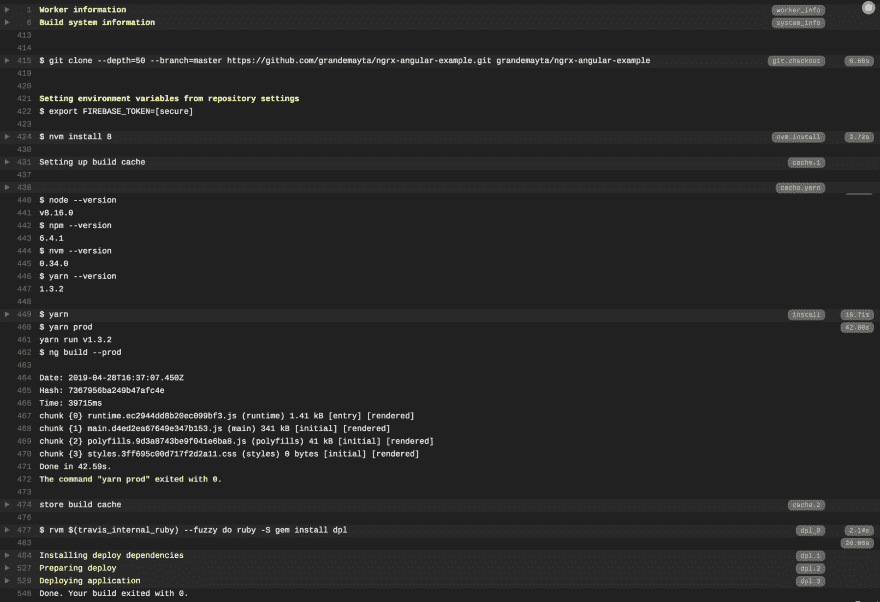 1 Worker information worker_info
6 Build system information system_info
413
414
415 $ git clone --depth=50 --branch=master https://github.com/grandemayta/ngrx-angular-example.git grandemayta/ngrx-angular-example git.checkout 0.60s
419
420
421 Setting environment variables from repository settings
422 $ export FIREBASE_TOKEN=[secure]
423
424 $ nvm install 8 nvm.install
430
431 Setting up build cache cache.1
437
438 cache.yarn
440 $ node --version
441 v8.16.0
442 $ npm --version
443 6.4.1
444 $ nvm --version
445 0.34.0
446 $ yarn --version
447 1.3.2
448
449 $ yarn install 16.71s
460 $ yarn prod
461 yarn run v1.3.2
462 $ ng build --prod
463
464 Date: 2019-04-28T16:37:07.450Z
465 Hash: 7367956ba249b47afc4e
466 Time: 39715ms
467 chunk {0} runtime.ec2944dd8b20ec099bf3.js (runtime) 1.41 kB [entry] [rendered]
468 chunk {1} main.d4ed2ea67649e347b153.js (main) 341 kB [initial] [rendered]
469 chunk {2} polyfills.9d3a8743be9f041e6ba8.js (polyfills) 41 kB [initial] [rendered]
470 chunk {3} styles.3ff695c00d717f2d2a11.css (styles) 0 bytes [initial] [rendered]
471 Done in 42.59s.
472 The command "yarn prod" exited with 0.
473
474 store build cache cache.2
476
477 $ rvm $(travis_internal_ruby) --fuzzy do ruby -S gem install dpl dpl_0 2.14s
483
484 Installing deploy dependencies dpl.1
527 Preparing deploy dpl.2
529 Deploying application dpl.3
548 Done. Your build exited with 0.